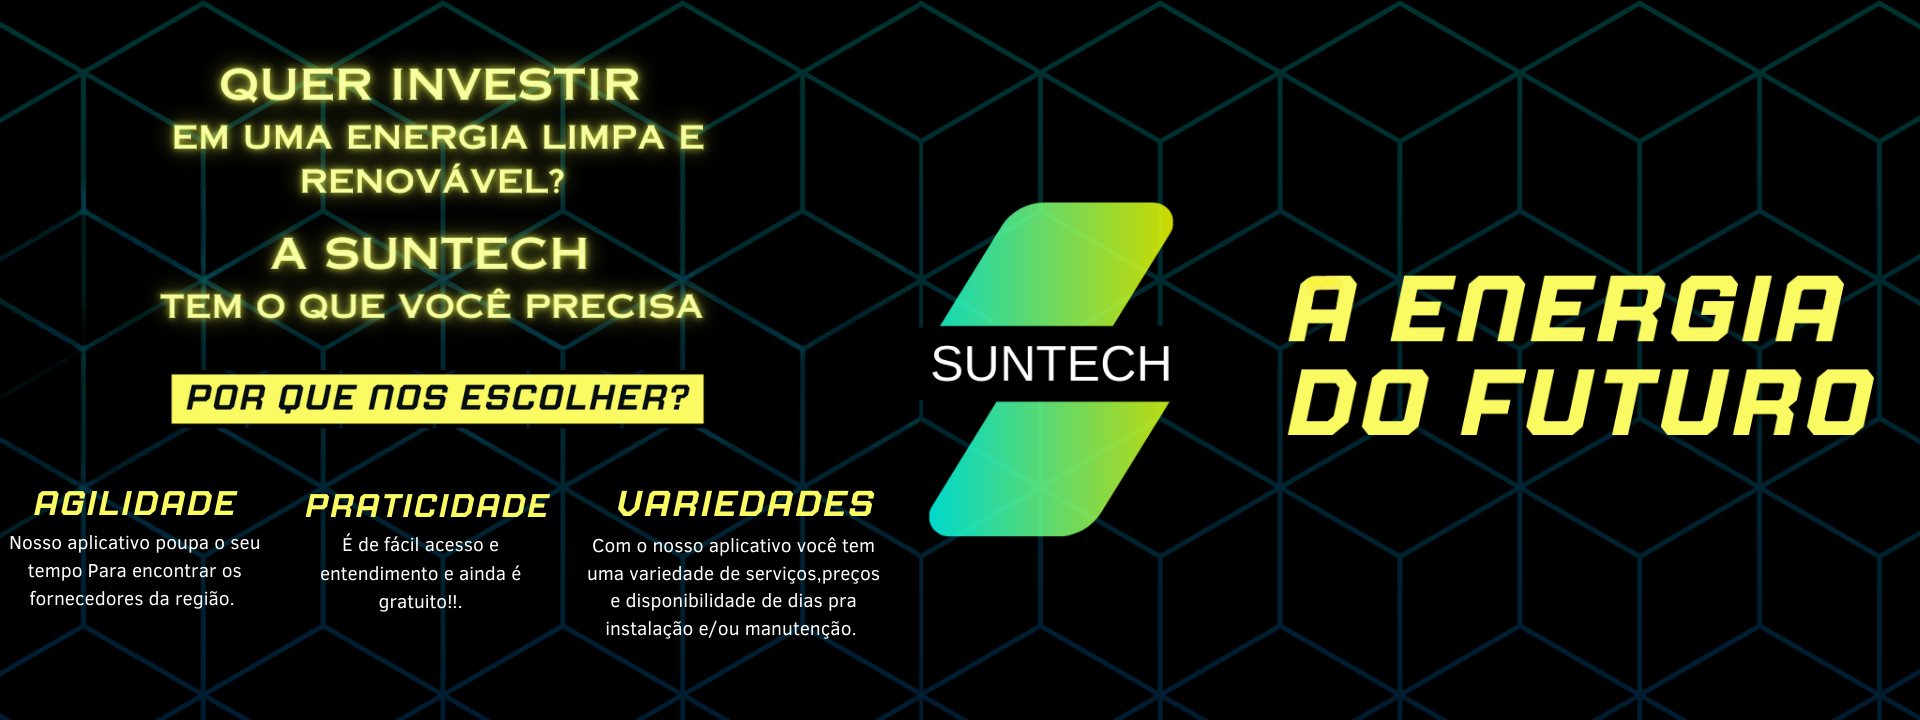 QUER INVESTIR
EM UMA ENERGIA LIMPA E
RENOVÁVEL?
A SUNTECH
TEM O QUE VOCÊ PRECISA
POR QUE NOS ESCOLHER?
AGILIDADE
Nosso aplicativo poupa o seu
tempo Para encontrar os
fornecedores da região.
PRATICIDADE
É de fácil acesso e
entendimento e ainda é
gratuito!!.
VARIEDADES
Com o nosso aplicativo você tem
uma variedade de serviços,preços
e disponibilidade de dias pra
instalação e/ou manutenção.
SUNTECH
A ENERGIA
DO FUTURO